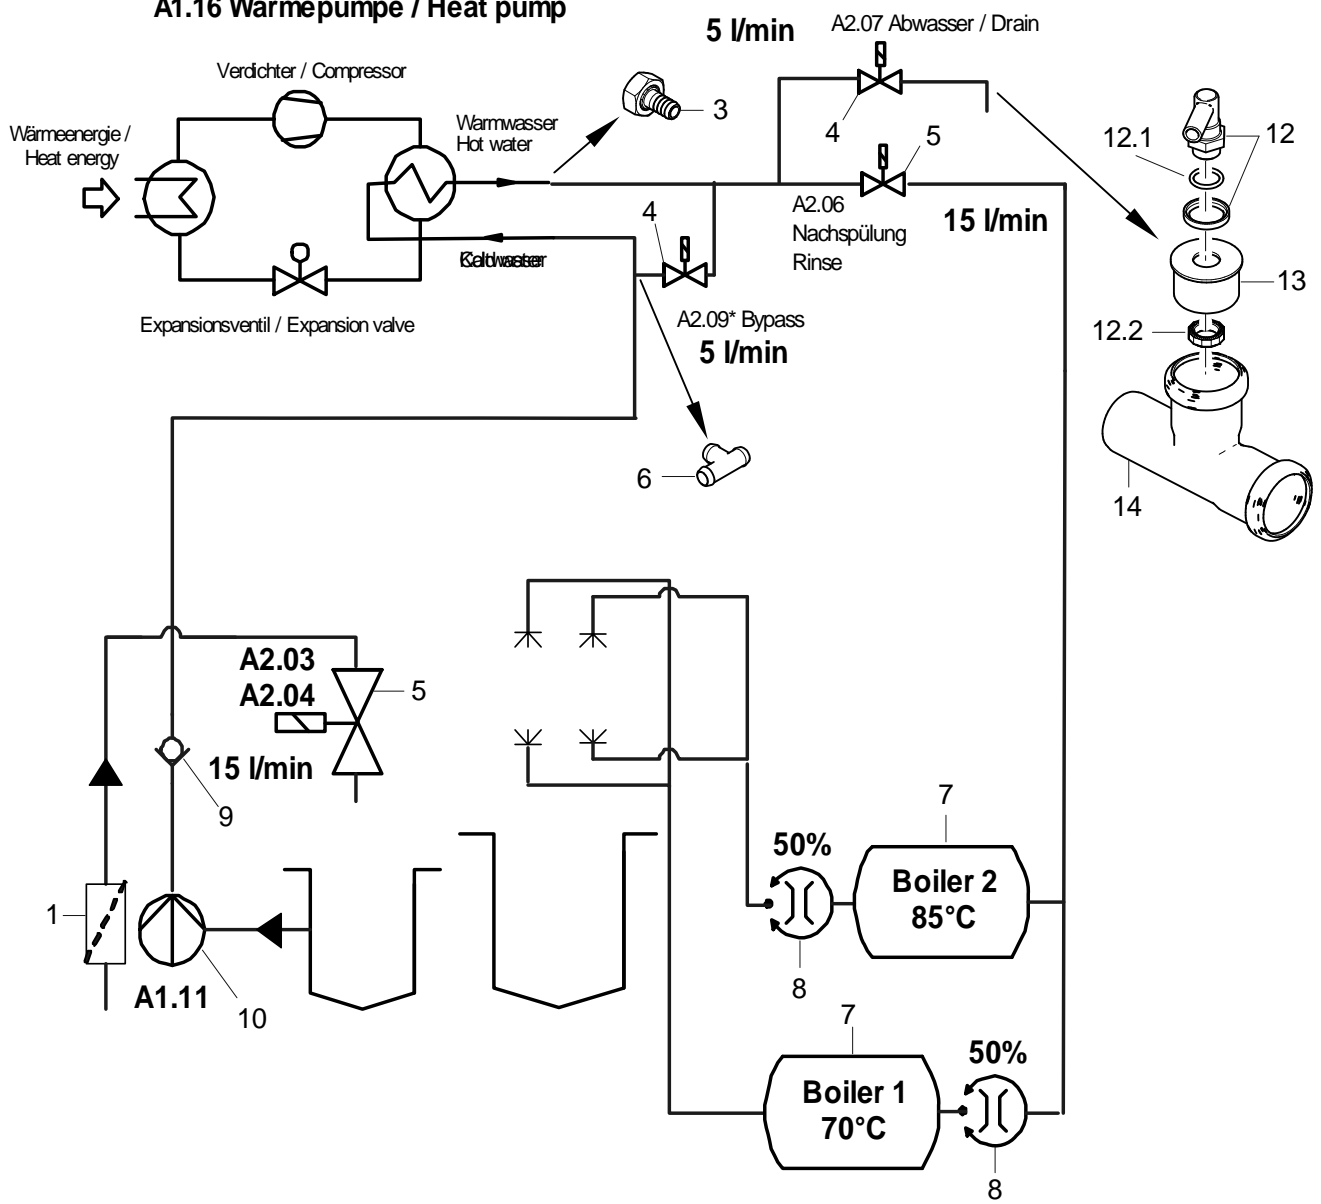 A1.16 Wärmepumpe / Heat pump
5 l/min
A2.07 Abwasser / Drain
Verdichter / Compressor
3
4
5
12.1
12
Wärmeenergie /
Heat energy
Warmwasser
Hot water
4
A2.06
Nachspülung
Rinse
15 l/min
13
Expansionsventil / Expansion valve
A2.09* Bypass
5 l/min
12.2
6
14
A2.03
A2.04
5
15 l/min
9
7
50%
Boiler 2
85°C
1
A1.11
10
8
7
50%
Boiler 1
70°C
8